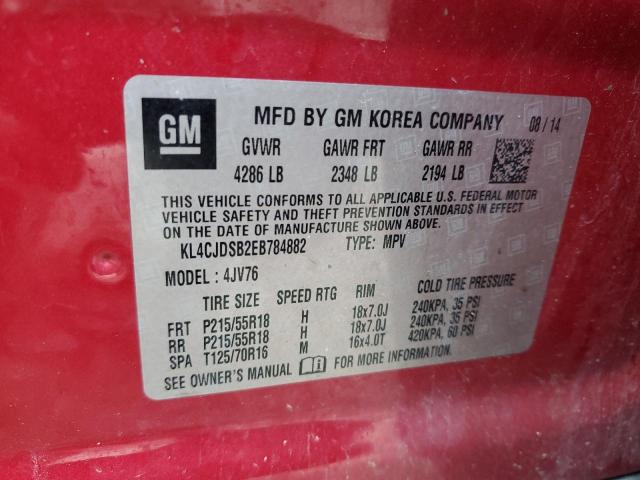 GM
MFD BY GM KOREA COMPANY 08/14
GVWR GAWR FRT GAWR RR
4286 LB 2348 LB 2194 LB
THIS VEHICLE CONFORMS TO ALL APPLICABLE U.S. FEDERAL MOTOR
VEHICLE SAFETY AND THEFT PREVENTION STANDARDS IN EFFECT
ON THE DATE OF MANUFACTURE SHOWN ABOVE
KL4CJDSB2EB784882 TYPE: MPV
MODEL: 4JV76
TIRE SIZE SPEED RTG RIM COLD TIRE PRESSURE
FRT P215/55R18 H 18x7.0J 240KPA, 35 PSI
RR P215/55R18 H 18x7.0J 240KPA, 35 PSI
SPA T125/70R16 M 16x4.0T 420KPA, 60 PSI
SEE OWNER'S MANUAL FOR MORE INFORMATION.